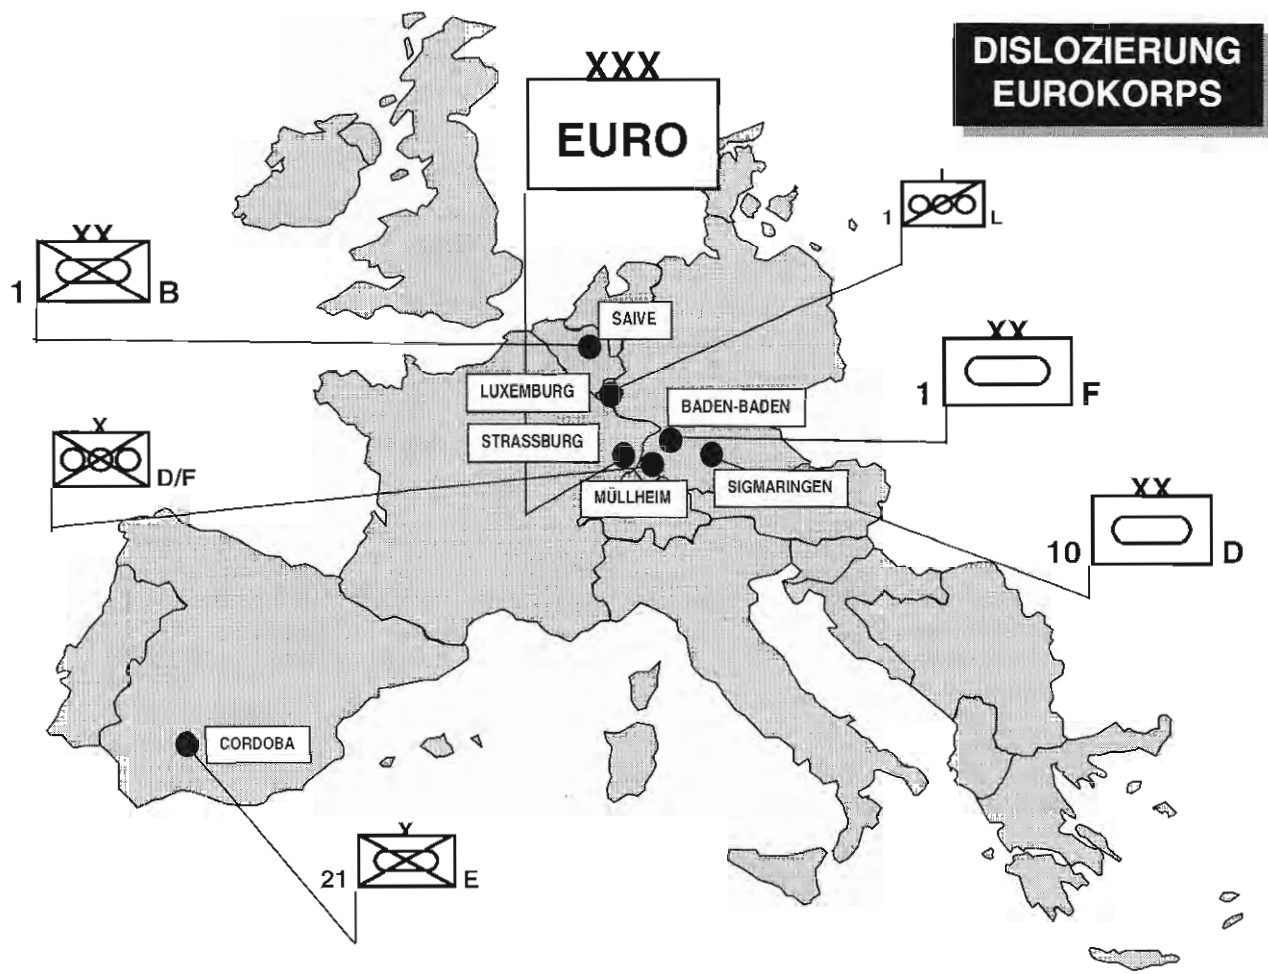 DISLOZIERUNG
EUROKORPS
XXX
EURO
1 L
XX
1 B
SAIVE
XX
1 F
LUXEMBURG
BADEN-BADEN
X
D/F
STRASSBURG
MÜLLHEIM
SIGMARINGEN
XX
10 D
CORDOBA
X
21 E